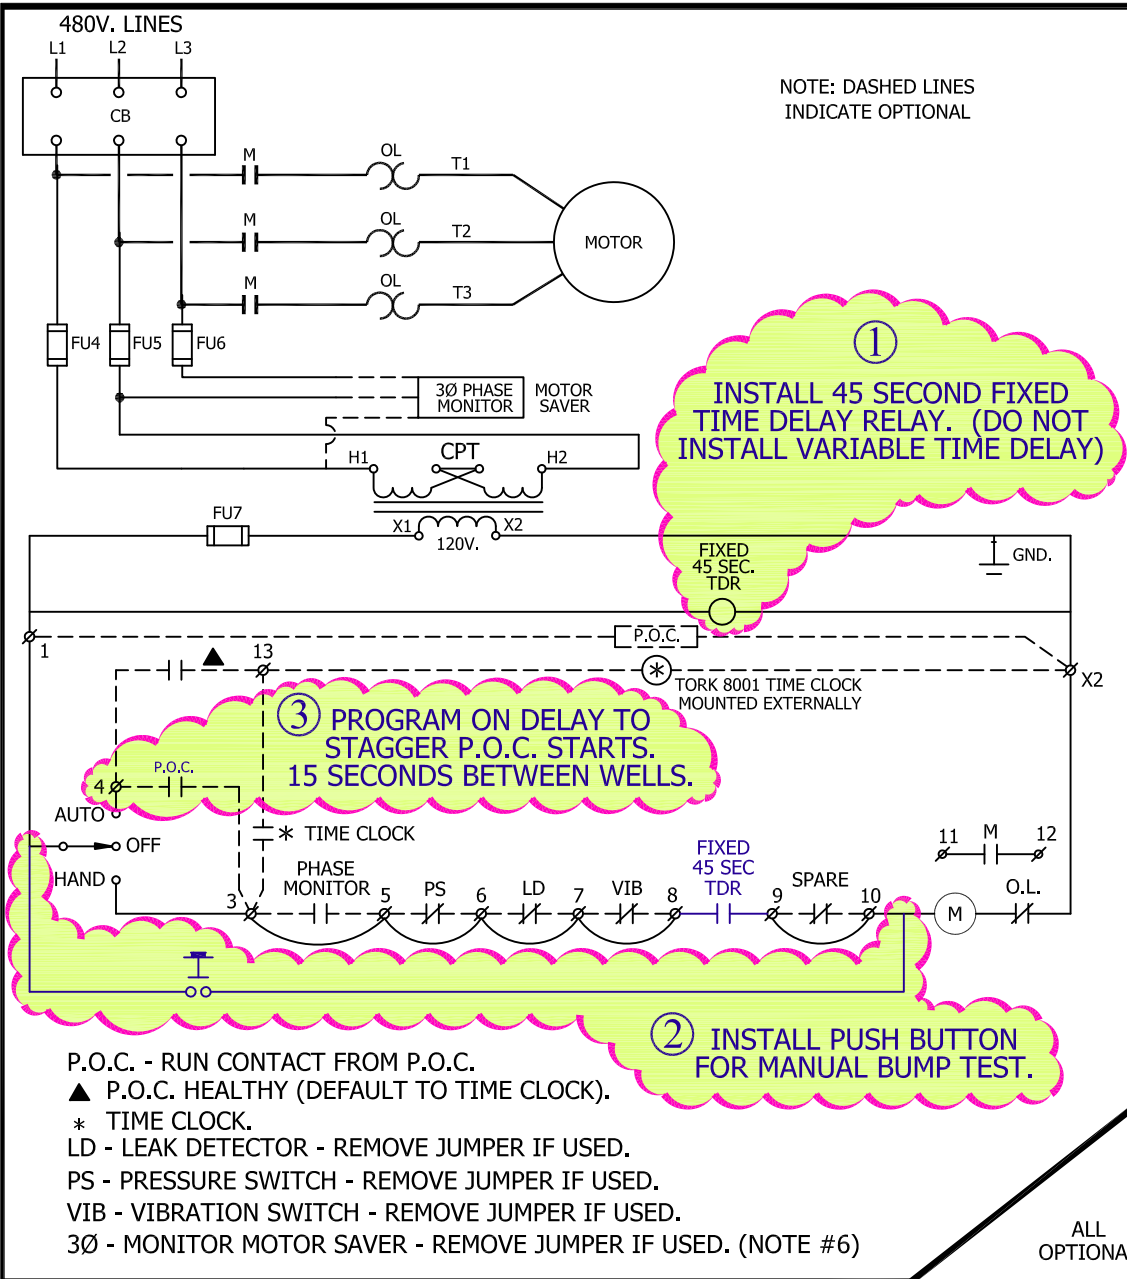 480V. LINES
L1 L2 L3
CB
NOTE: DASHED LINES
INDICATE OPTIONAL
M OL T1
M OL T2
M OL T3
MOTOR
FU4 FU5 FU6
3Ø PHASE
MONITOR
MOTOR
SAVER
H1 CPT H2
FU7
X1 120V. X2
GND.
1
INSTALL 45 SECOND FIXED
TIME DELAY RELAY. (DO NOT
INSTALL VARIABLE TIME DELAY)
FIXED
45 SEC.
TDR
1
P.O.C.
13
X2
*
TORK 8001 TIME CLOCK
MOUNTED EXTERNALLY
3
PROGRAM ON DELAY TO
STAGGER P.O.C. STARTS.
15 SECONDS BETWEEN WELLS.
4 P.O.C.
AUTO
OFF
HAND
* TIME CLOCK
3
PHASE
MONITOR
5 PS 6 LD 7 VIB 8
FIXED
45 SEC
TDR
9 SPARE 10
11 M 12
M
O.L.
2
INSTALL PUSH BUTTON
FOR MANUAL BUMP TEST.
P.O.C. - RUN CONTACT FROM P.O.C.
▲ P.O.C. HEALTHY (DEFAULT TO TIME CLOCK).
* TIME CLOCK.
LD - LEAK DETECTOR - REMOVE JUMPER IF USED.
PS - PRESSURE SWITCH - REMOVE JUMPER IF USED.
VIB - VIBRATION SWITCH - REMOVE JUMPER IF USED.
3Ø - MONITOR MOTOR SAVER - REMOVE JUMPER IF USED. (NOTE #6)
ALL
OPTIONA